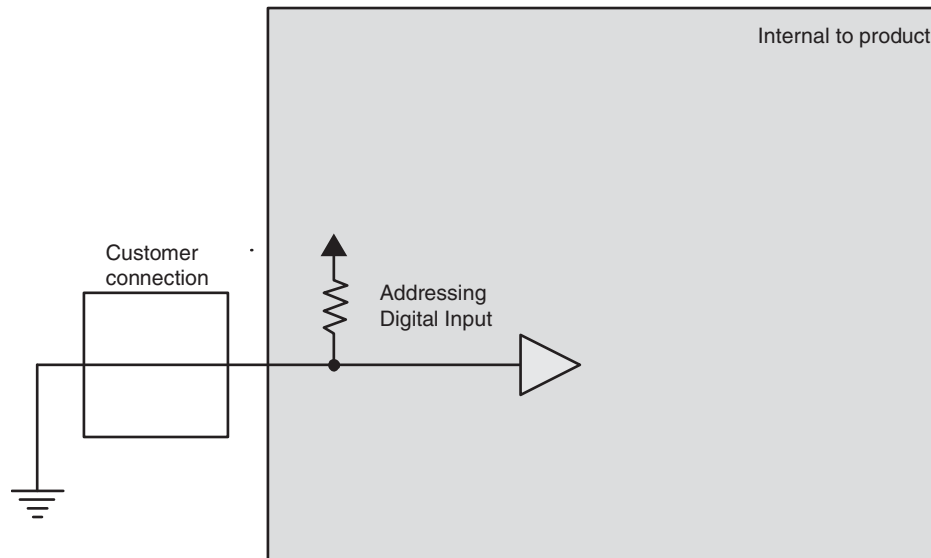 Internal to product
Customer
connection
Addressing
Digital Input